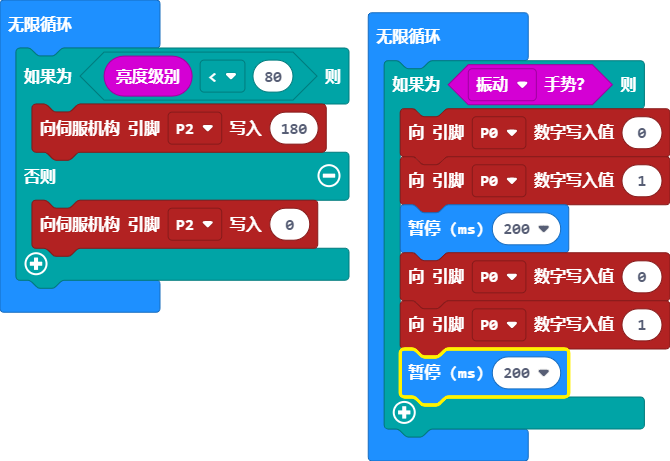 无限循环
如果为 亮度级别 < 80 则
向伺服机构 引脚 P2 写入 180
否则
向伺服机构 引脚 P2 写入 0
无限循环
如果为 振动 手势? 则
向 引脚 P0 数字写入值 0
向 引脚 P0 数字写入值 1
暂停 (ms) 200
向 引脚 P0 数字写入值 0
向 引脚 P0 数字写入值 1
暂停 (ms) 200